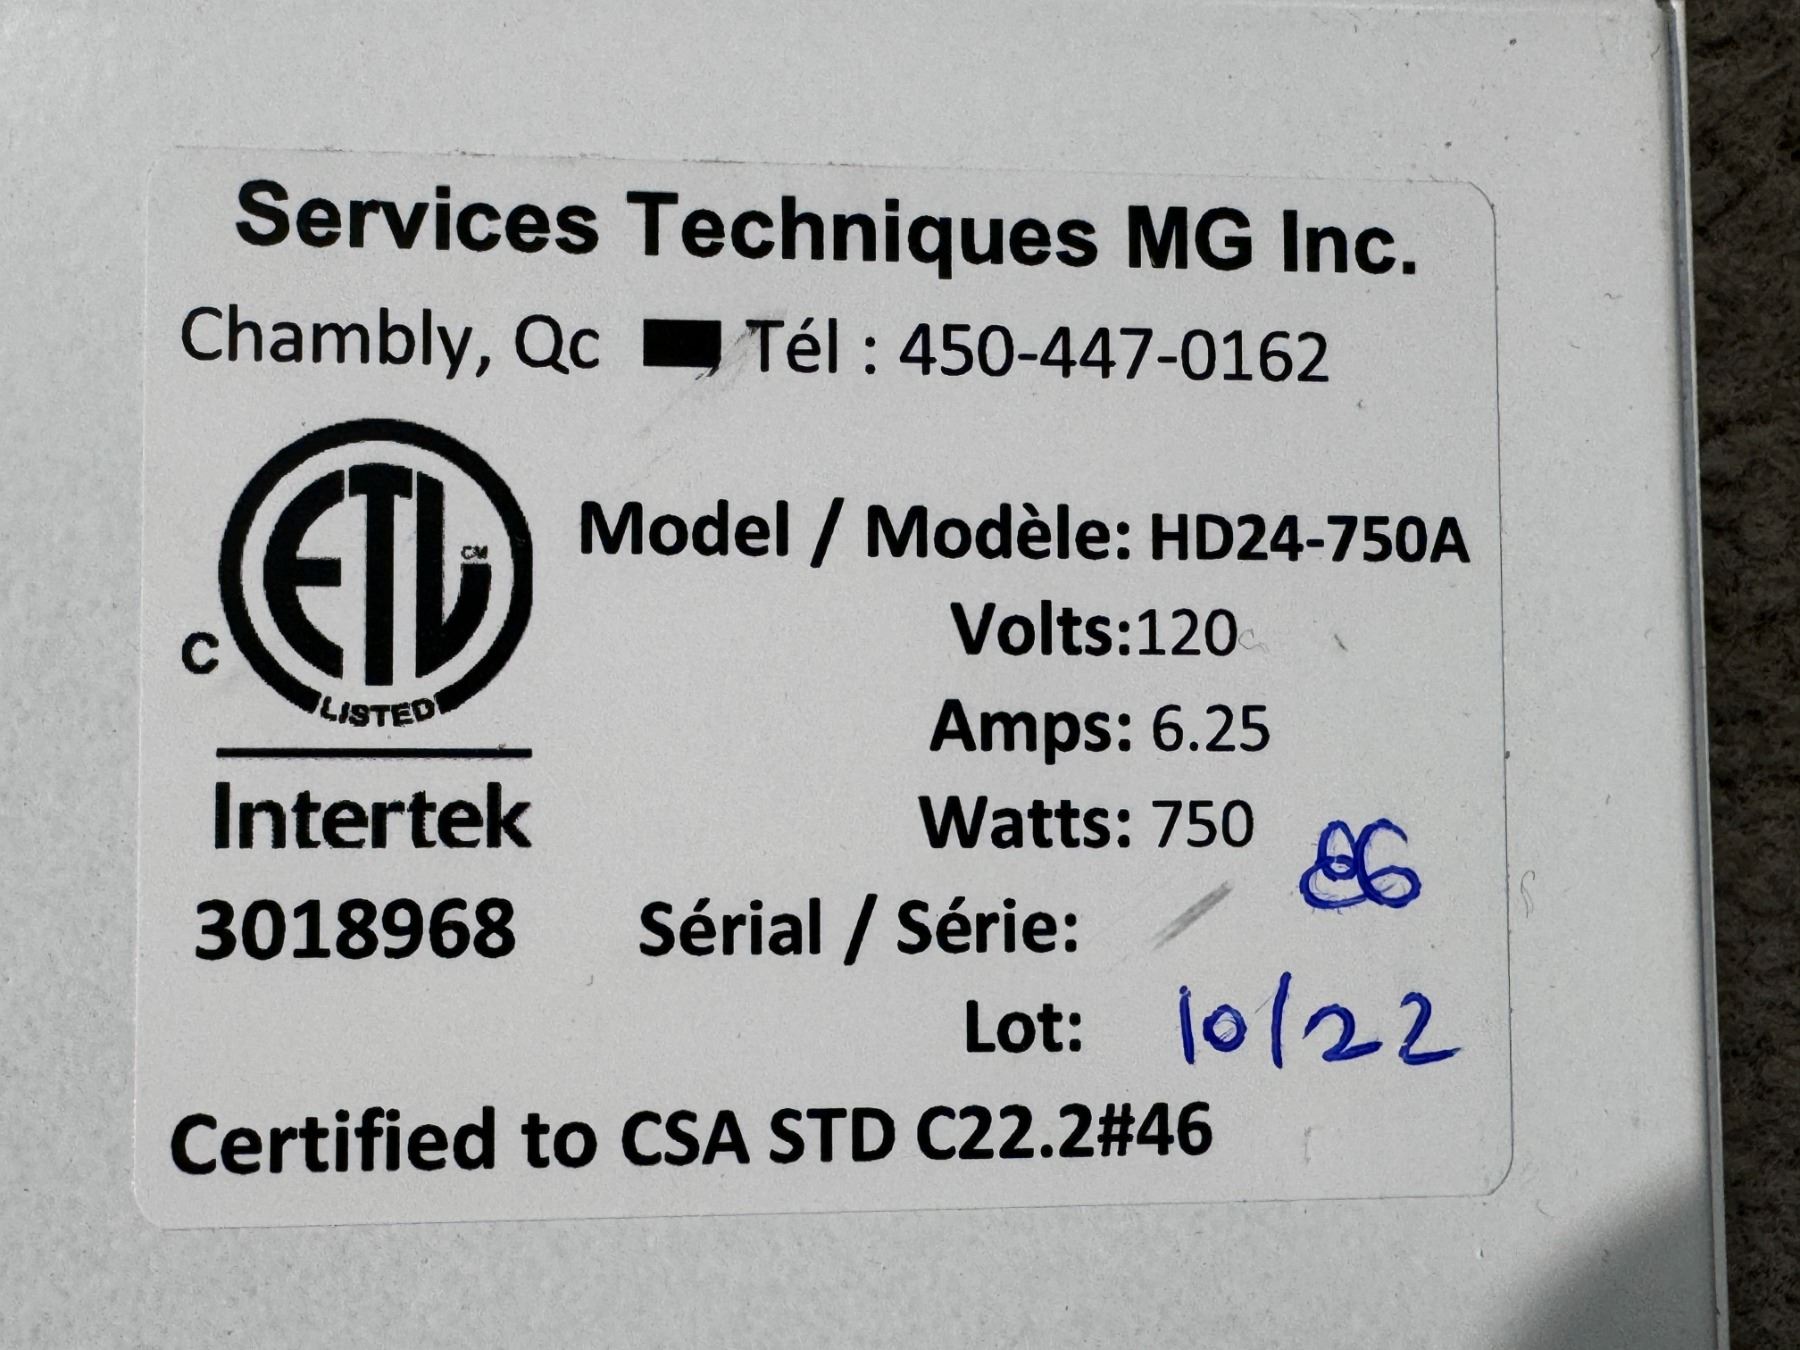 Services Techniques MG Inc.
Chambly, Qc Tél : 450-447-0162
ETL CM
C
LISTED
Model / Modèle: HD24-750A
Volts:120
Amps: 6.25
Intertek
Watts: 750
3018968
Sérial / Série: 86
Lot: 10/22
Certified to CSA STD C22.2#46